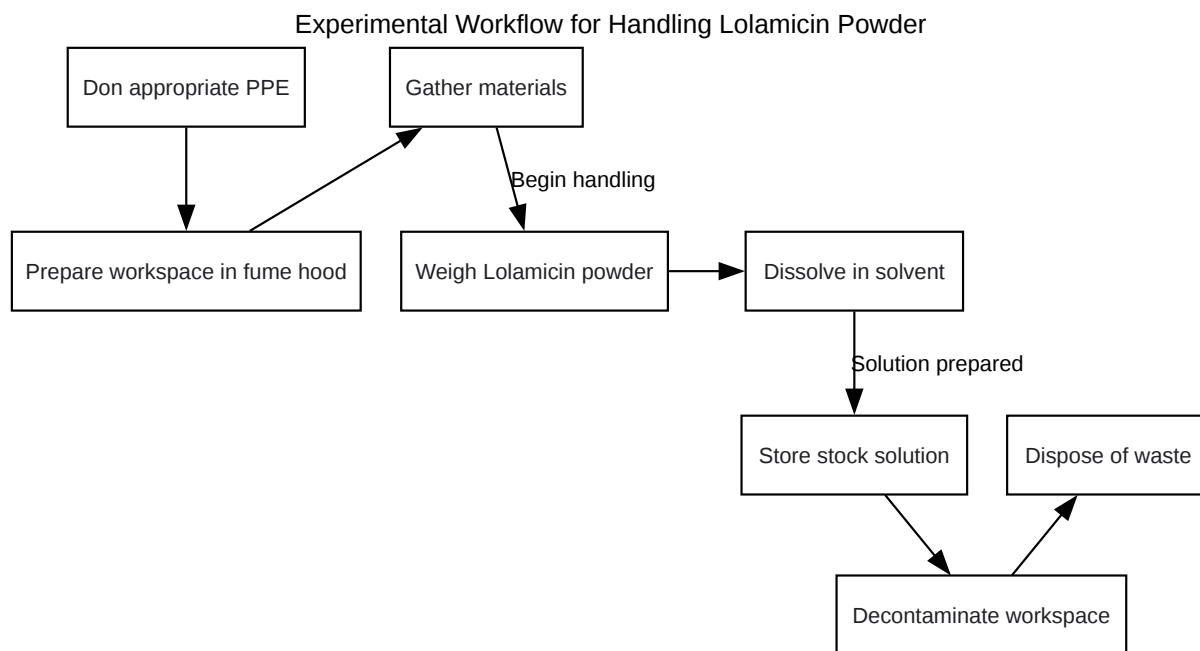 Experimental Workflow for Handling Lolamicin Powder
Don appropriate PPE
Gather materials
Begin handling
Prepare workspace in fume hood
Weigh Lolamicin powder
Dissolve in solvent
Solution prepared
Store stock solution
Dispose of waste
Decontaminate workspace